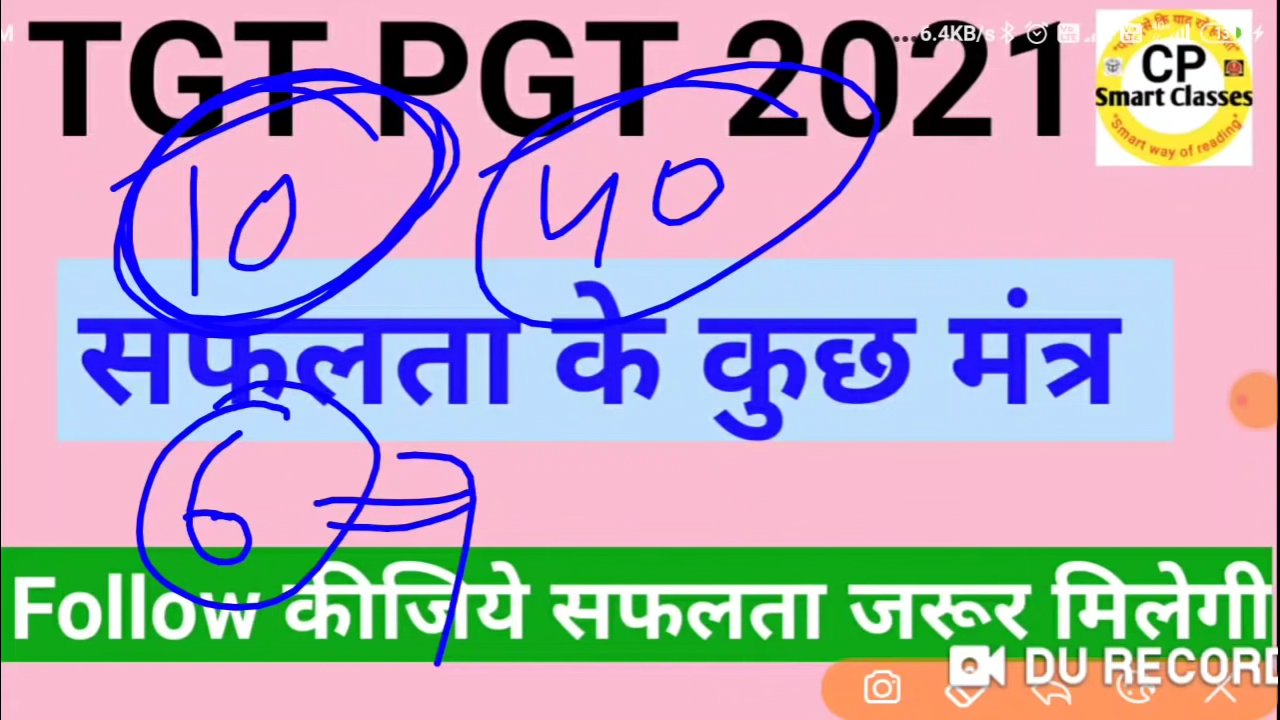 TGT PGT 2021
...6.4KB/s
CP
Smart Classes
"Smart way of reading"
10 40
सफलता के कुछ मंत्र
6 7
Follow कीजिये सफलता जरूर मिलेगी
DU RECORD